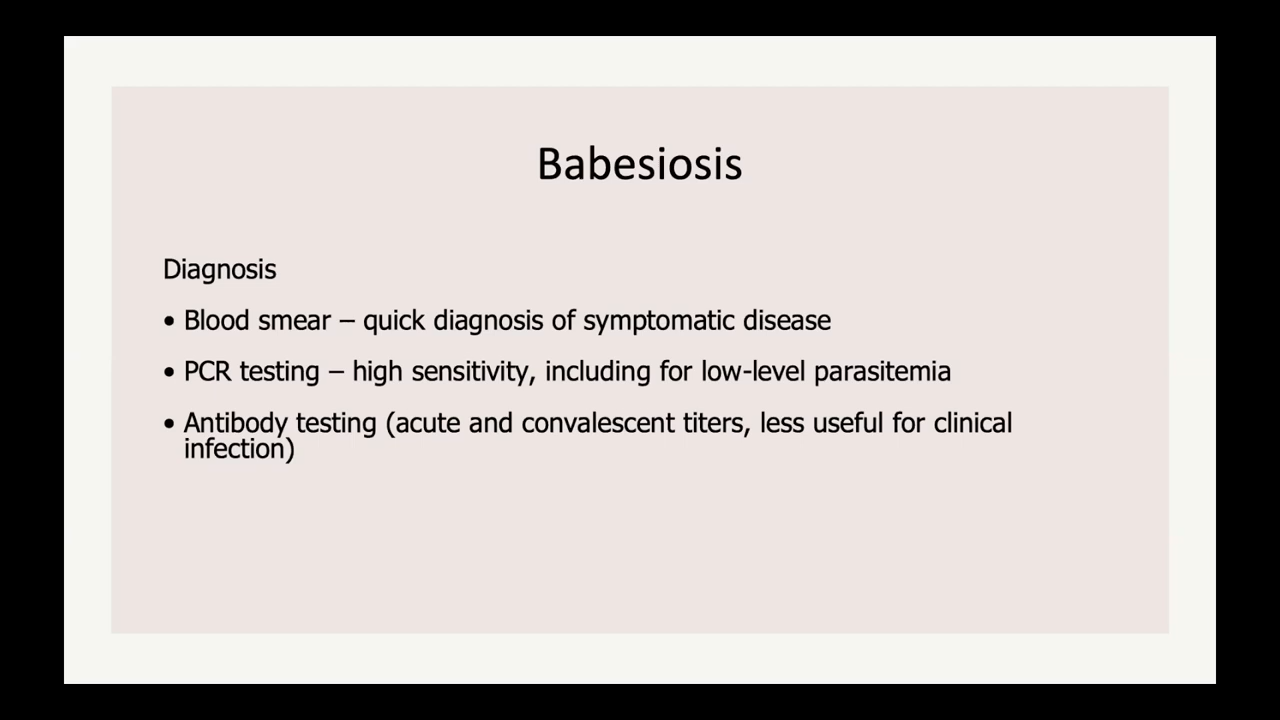 Babesiosis
Diagnosis
• Blood smear – quick diagnosis of symptomatic disease
• PCR testing – high sensitivity, including for low-level parasitemia
• Antibody testing (acute and convalescent titers, less useful for clinical
infection)